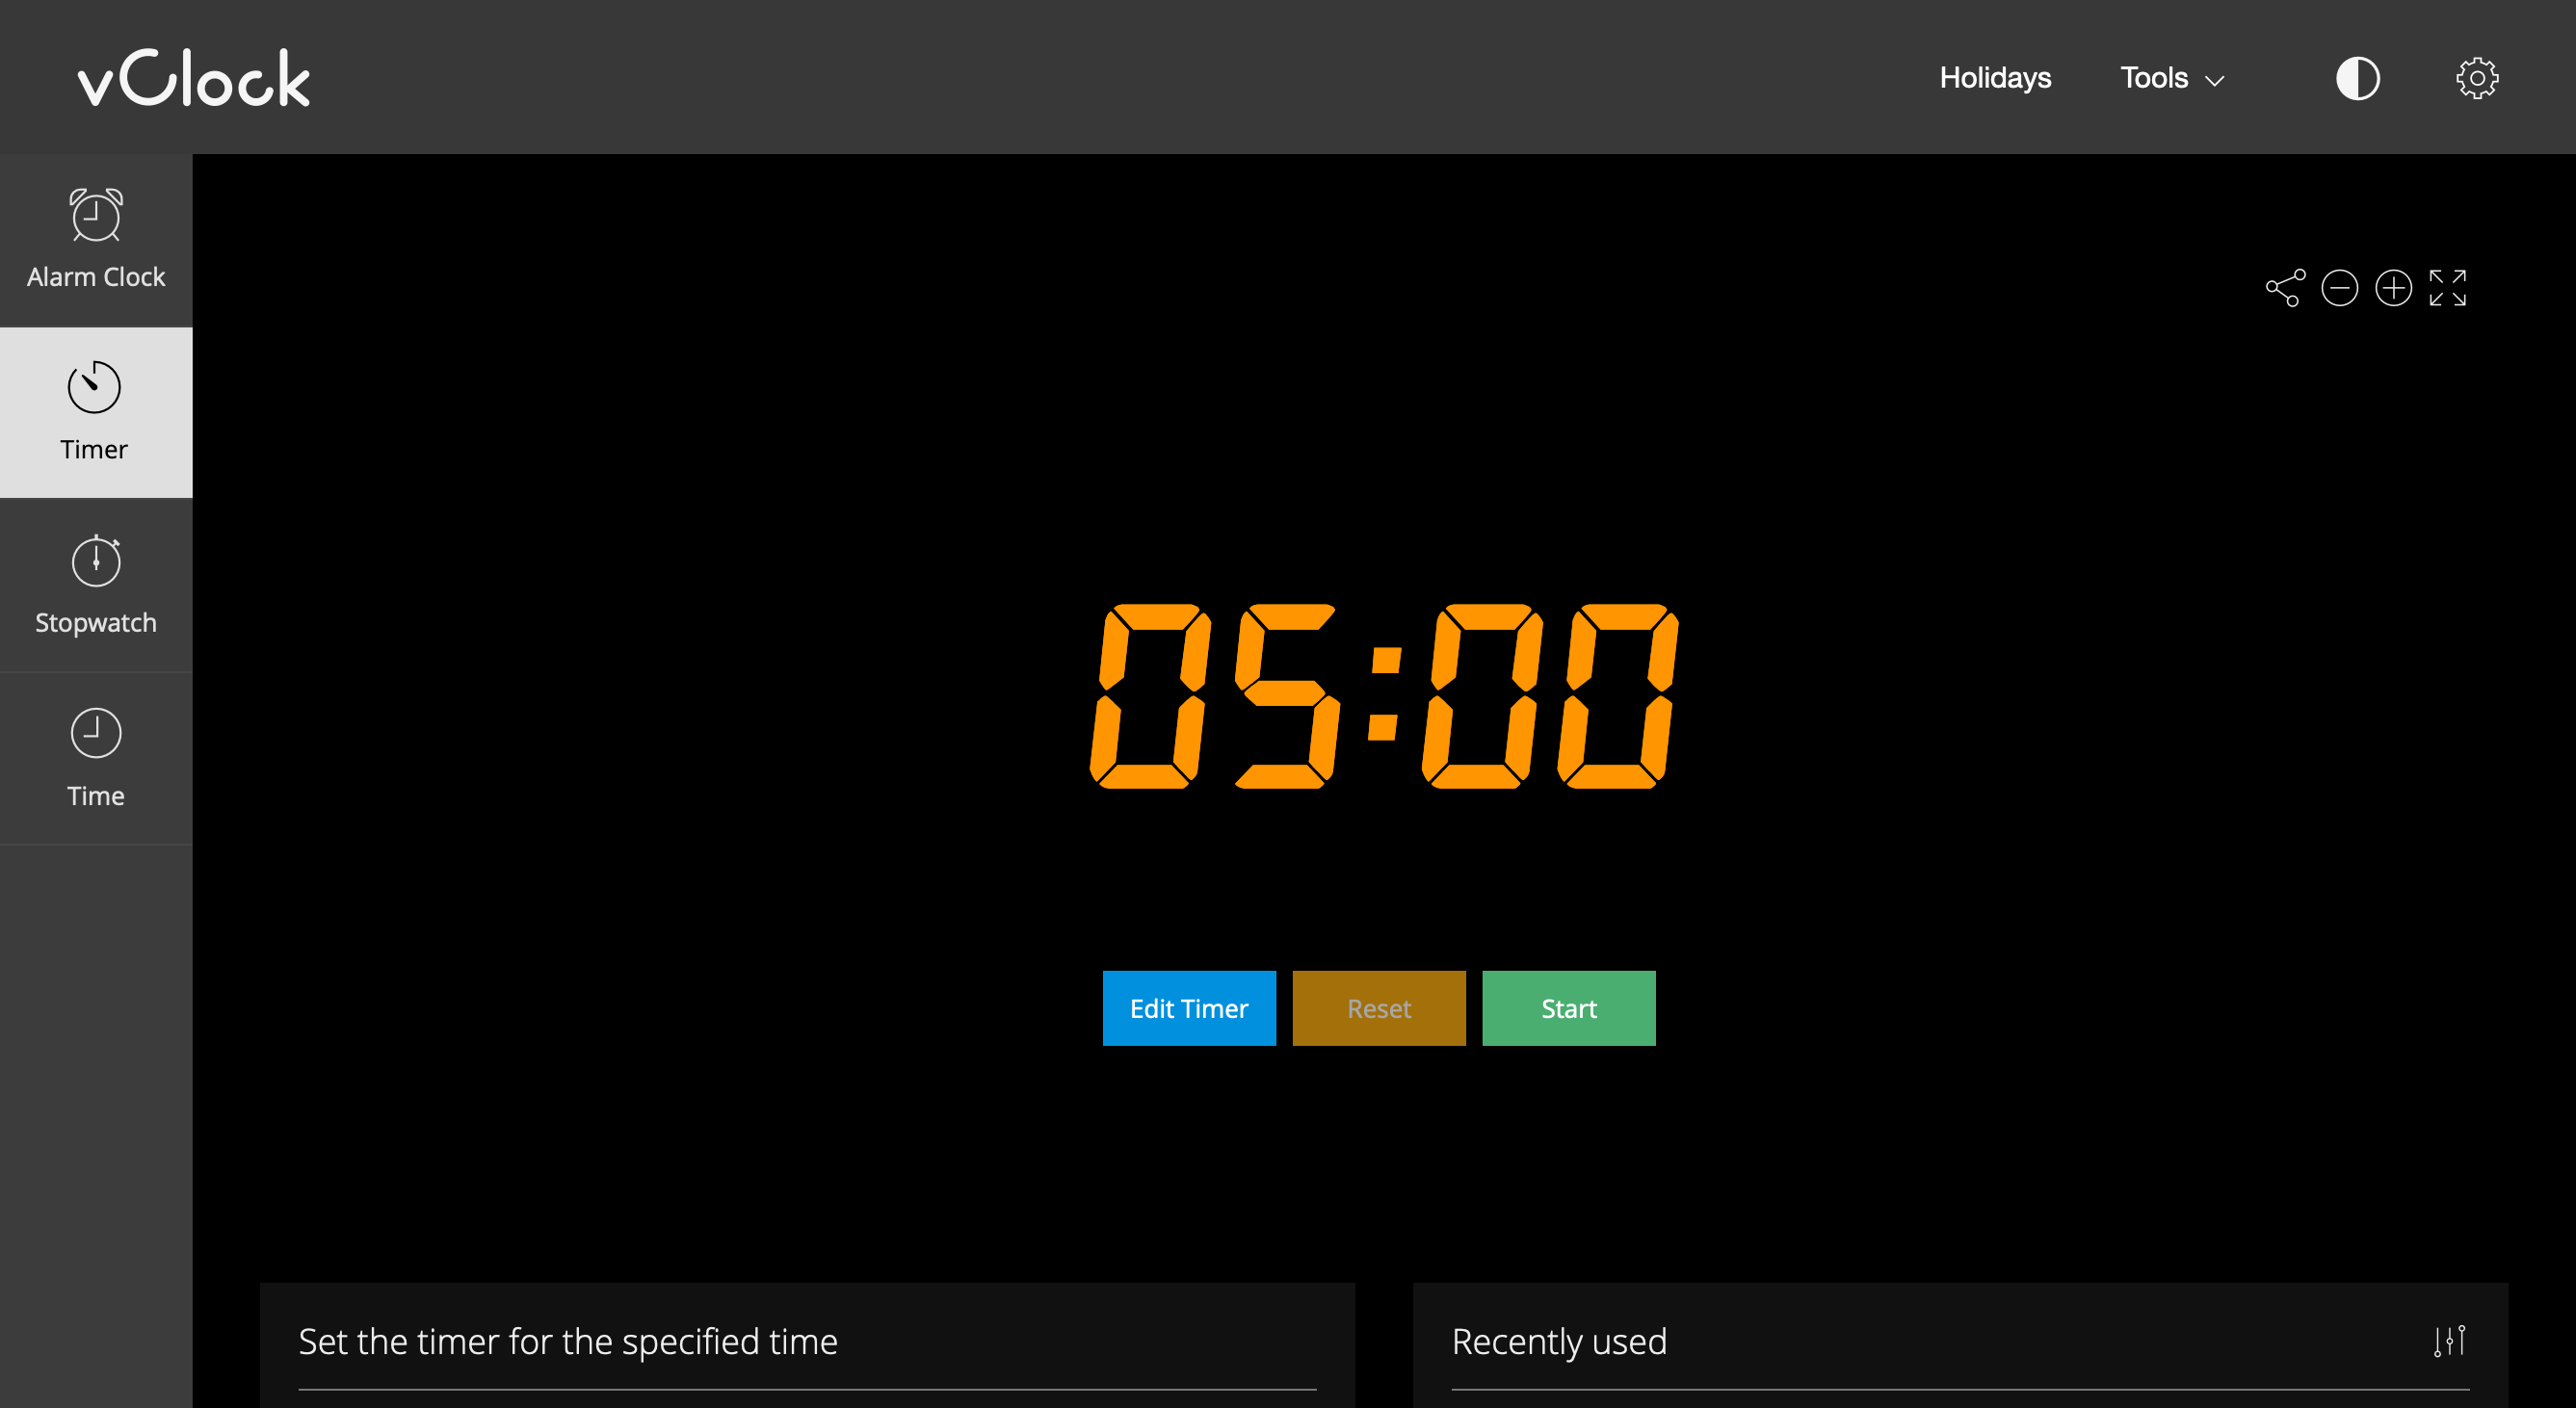 vClock
Holidays
Tools
Alarm Clock
Timer
Stopwatch
Time
05:00
Edit Timer
Reset
Start
Set the timer for the specified time
Recently used